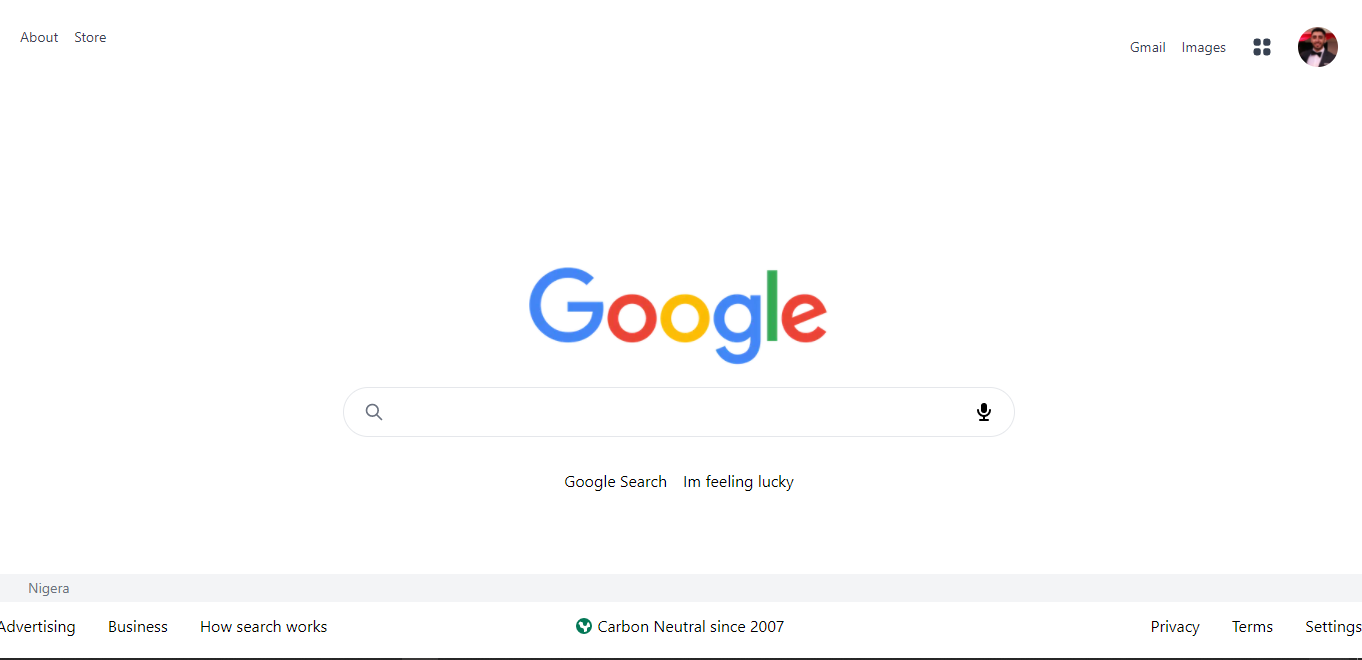 About Store
Gmail Images
Google
Google Search Im feeling lucky
Nigera
Advertising Business How search works Carbon Neutral since 2007 Privacy Terms Settings